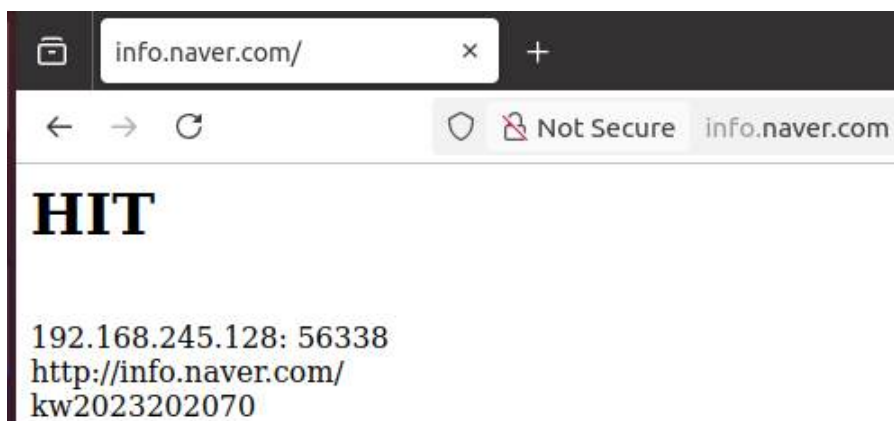 info.naver.com/
Not Secure info.naver.com
HIT
192.168.245.128: 56338
http://info.naver.com/
kw2023202070